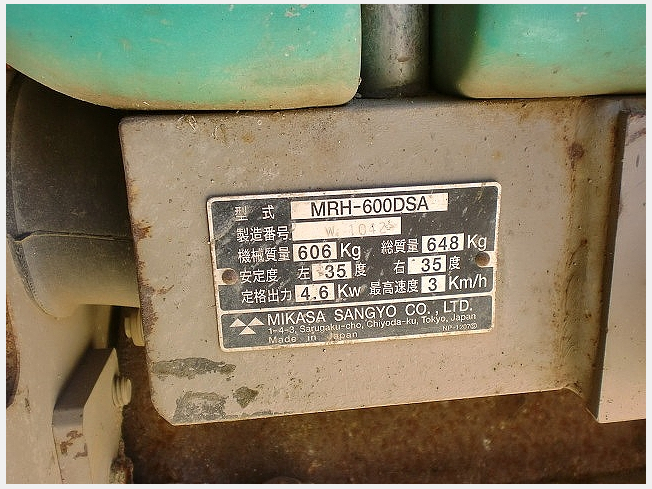 型式 MRH-600DSA
製造番号
機械質量 606 Kg 総質量 648 Kg
安定度 左 35 度 右 35 度
定格出力 4.6 Kw 最高速度 3 Km/h
MIKASA SANGYO CO., LTD.
1-4-3, Sarugaku-cho, Chiyoda-ku, Tokyo, Japan
Made in Japan